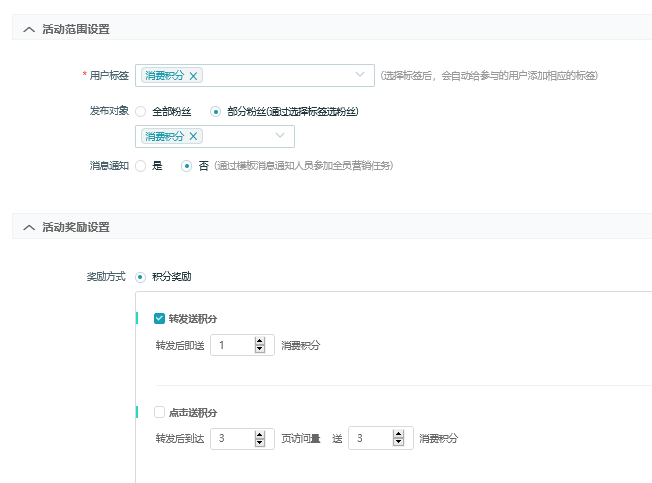 活动范围设置
* 用户标签 消费积分 × (选择标签后，会自动给参与的用户添加相应的标签)
发布对象 全部粉丝 部分粉丝(通过选择标签选粉丝)
消费积分 ×
消息通知 是 否 (通过模板消息通知人员参加全员营销任务)
活动奖励设置
奖励方式 积分奖励
转发送积分
转发后即送 1 消费积分
点击送积分
转发后到达 3 页访问量 送 3 消费积分